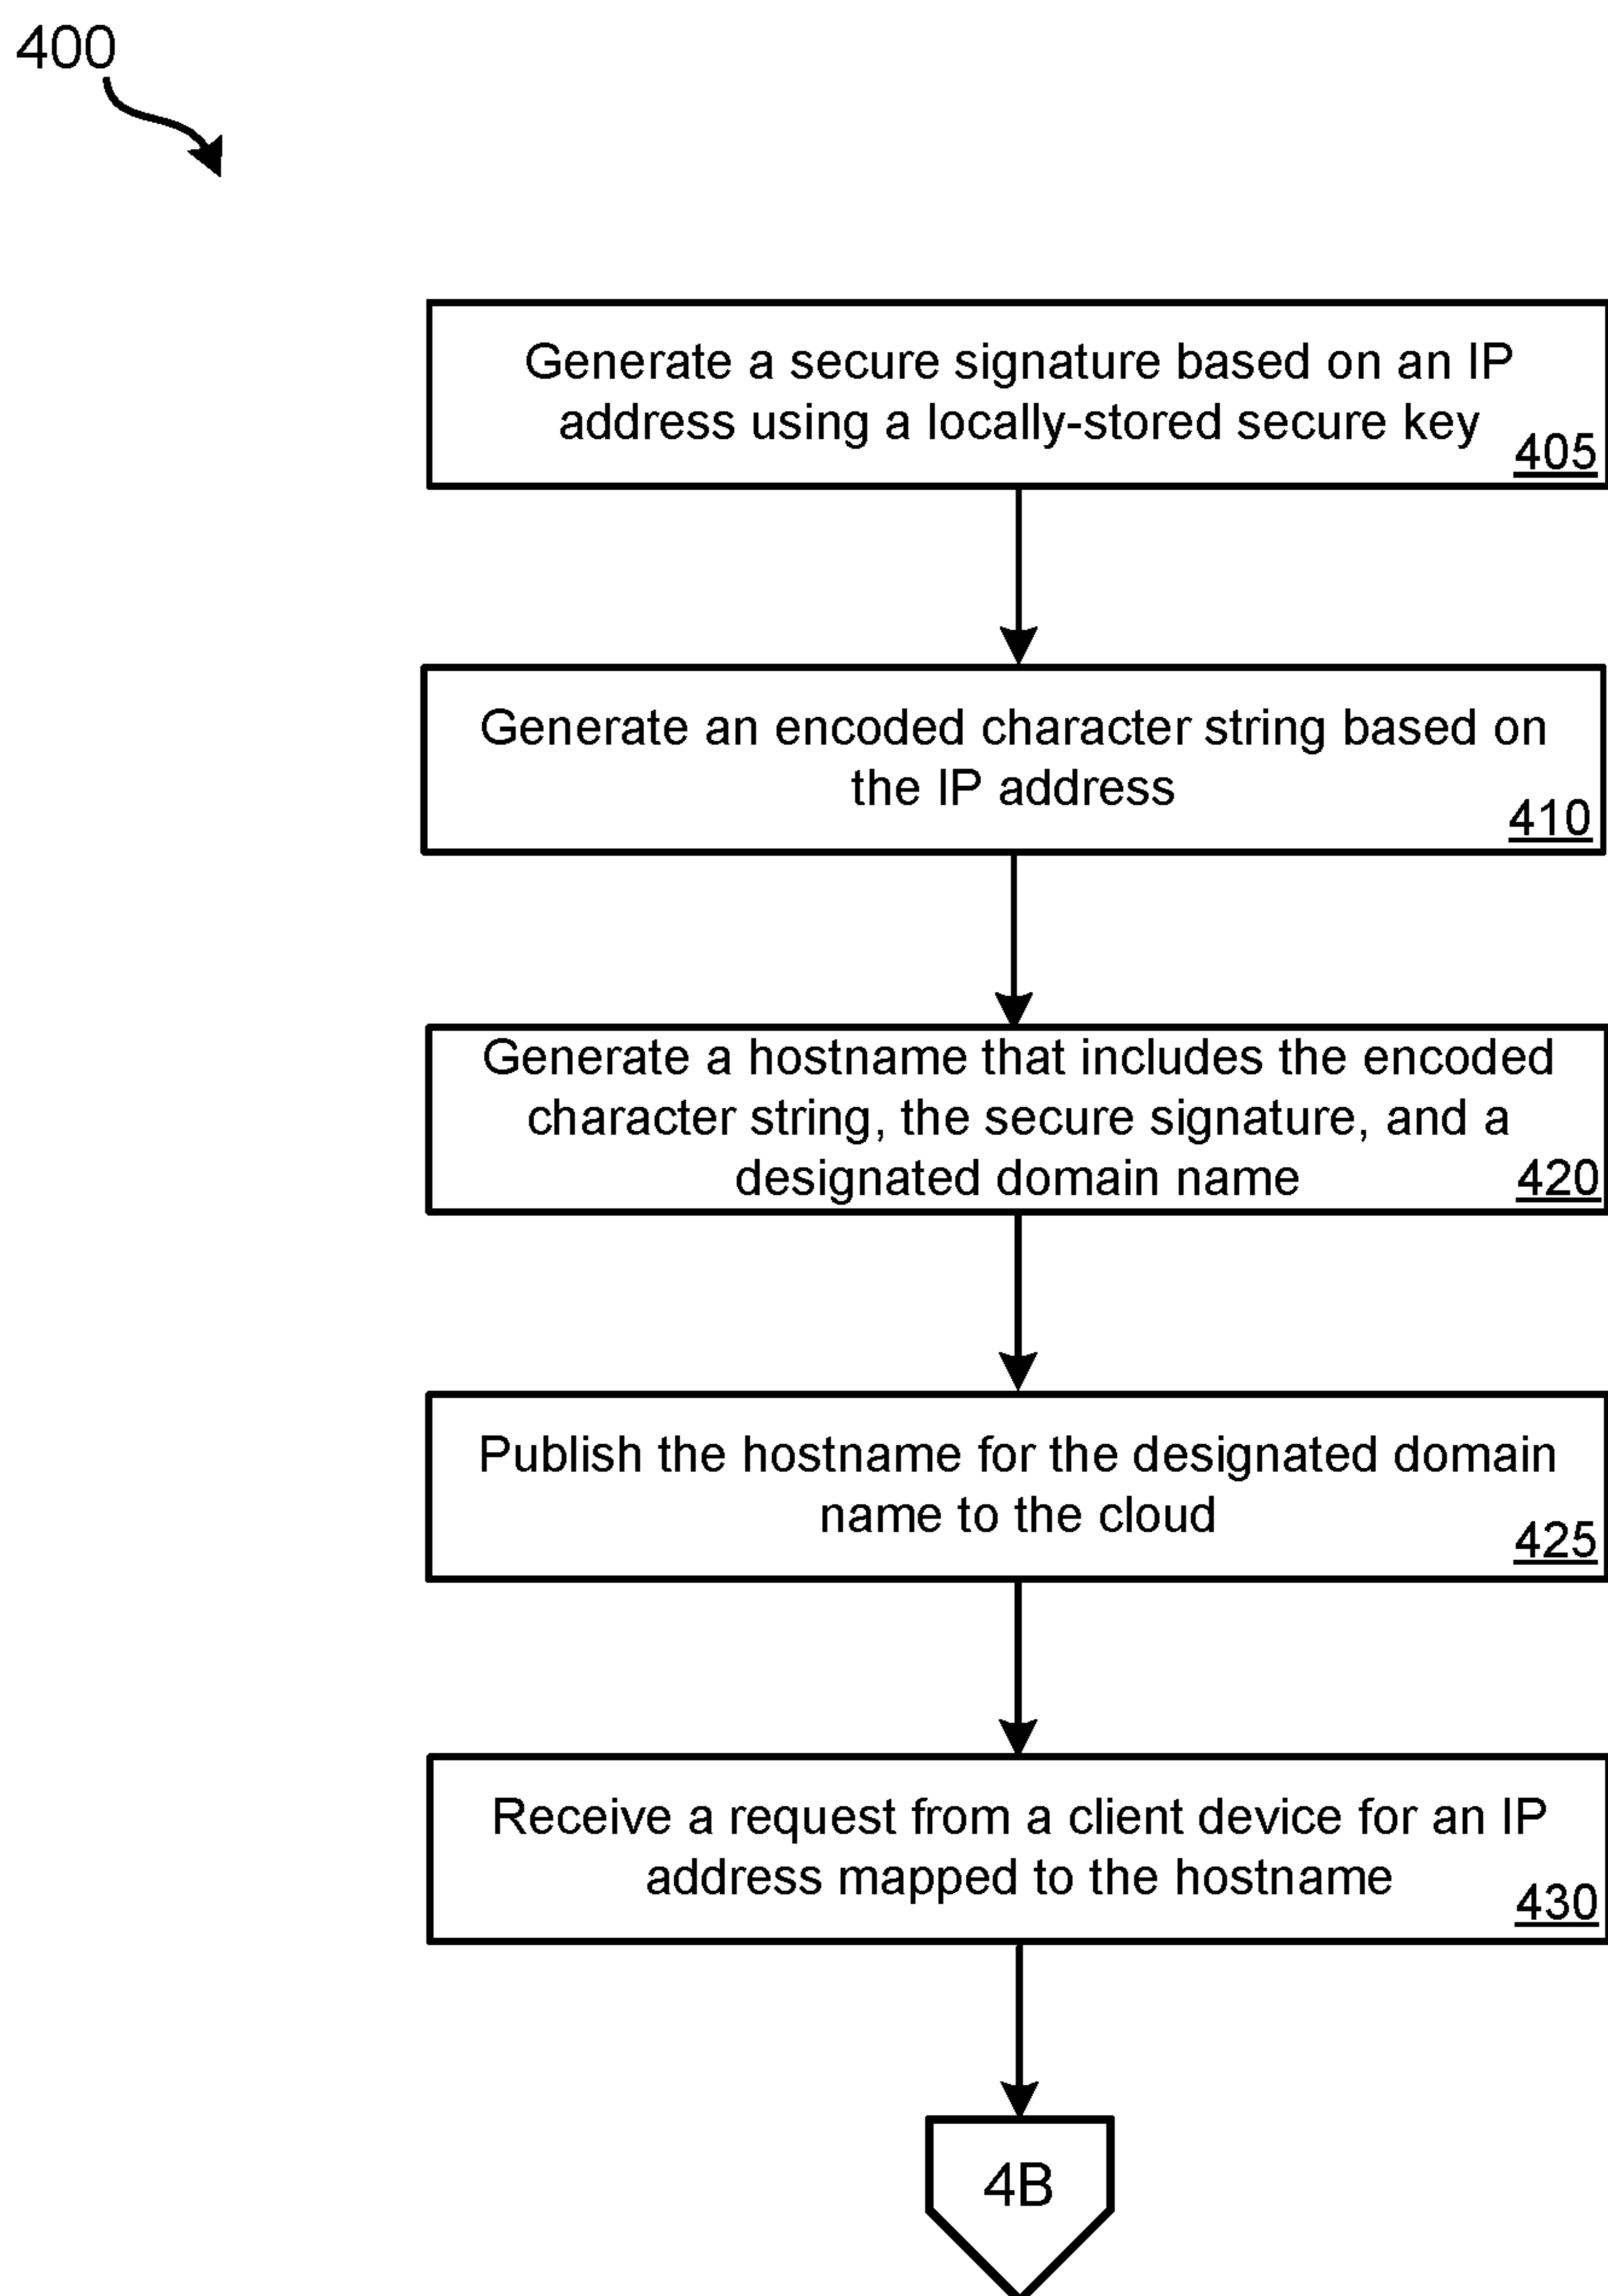 400
Generate a secure signature based on an IP
address using a locally-stored secure key
405
Generate an encoded character string based on
the IP address
410
Generate a hostname that includes the encoded
character string, the secure signature, and a
designated domain name
420
Publish the hostname for the designated domain
name to the cloud
425
Receive a request from a client device for an IP
address mapped to the hostname
430
4B